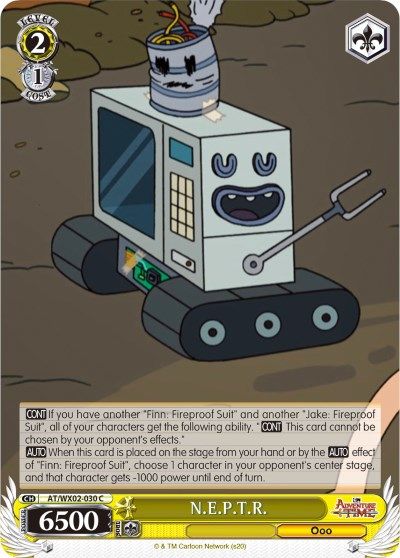 LEVEL
2
1
COST
CONT If you have another "Finn: Fireproof Suit" and another "Jake: Fireproof
Suit", all of your characters get the following ability. "CONT This card cannot be
chosen by your opponent's effects."
AUTO When this card is placed on the stage from your hand or by the AUTO effect
of "Finn: Fireproof Suit", choose 1 character in your opponent's center stage,
and that character gets -1000 power until end of turn.
CH AT/WX02-030 C
N.E.P.T.R.
POWER
6500
SOUL
ADVENTURE TIME
Ooo
© & TM Cartoon Network (s20)